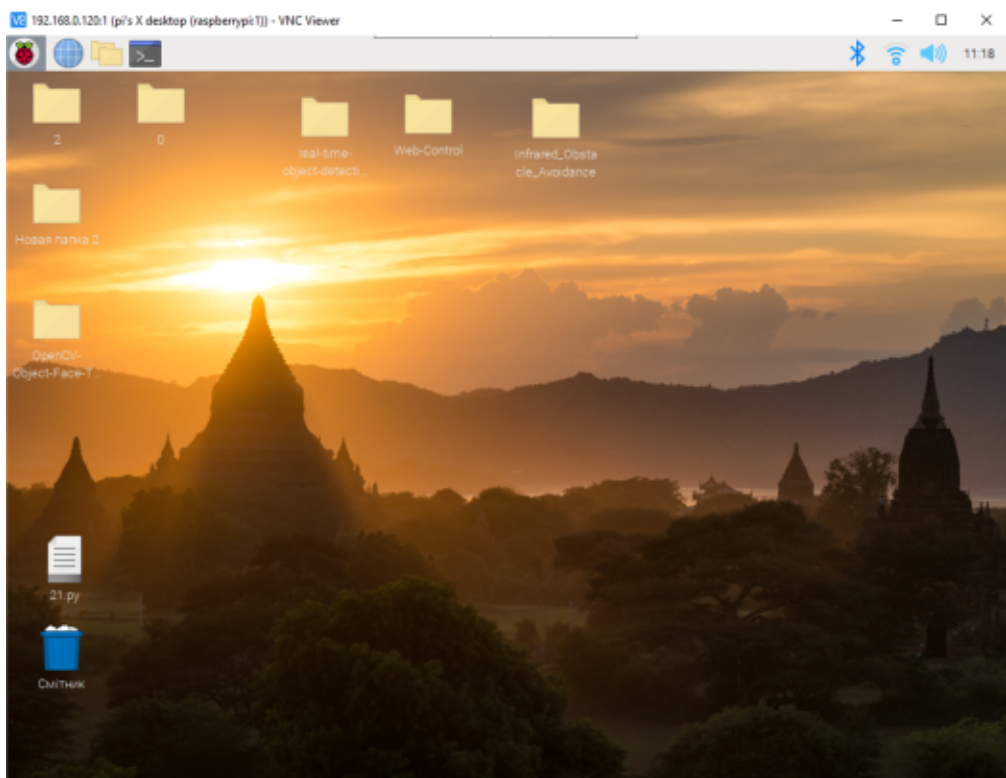 192.168.0.120:1 (pi's X desktop (raspberrypi:1)) - VNC Viewer
11:18
2
0
real-time-
object-detecti...
Web-Control
Infrared_Obsta
cle_Avoidance
Новая папка 2
OpenCV-
Object-Face-T...
21.py
Смітник